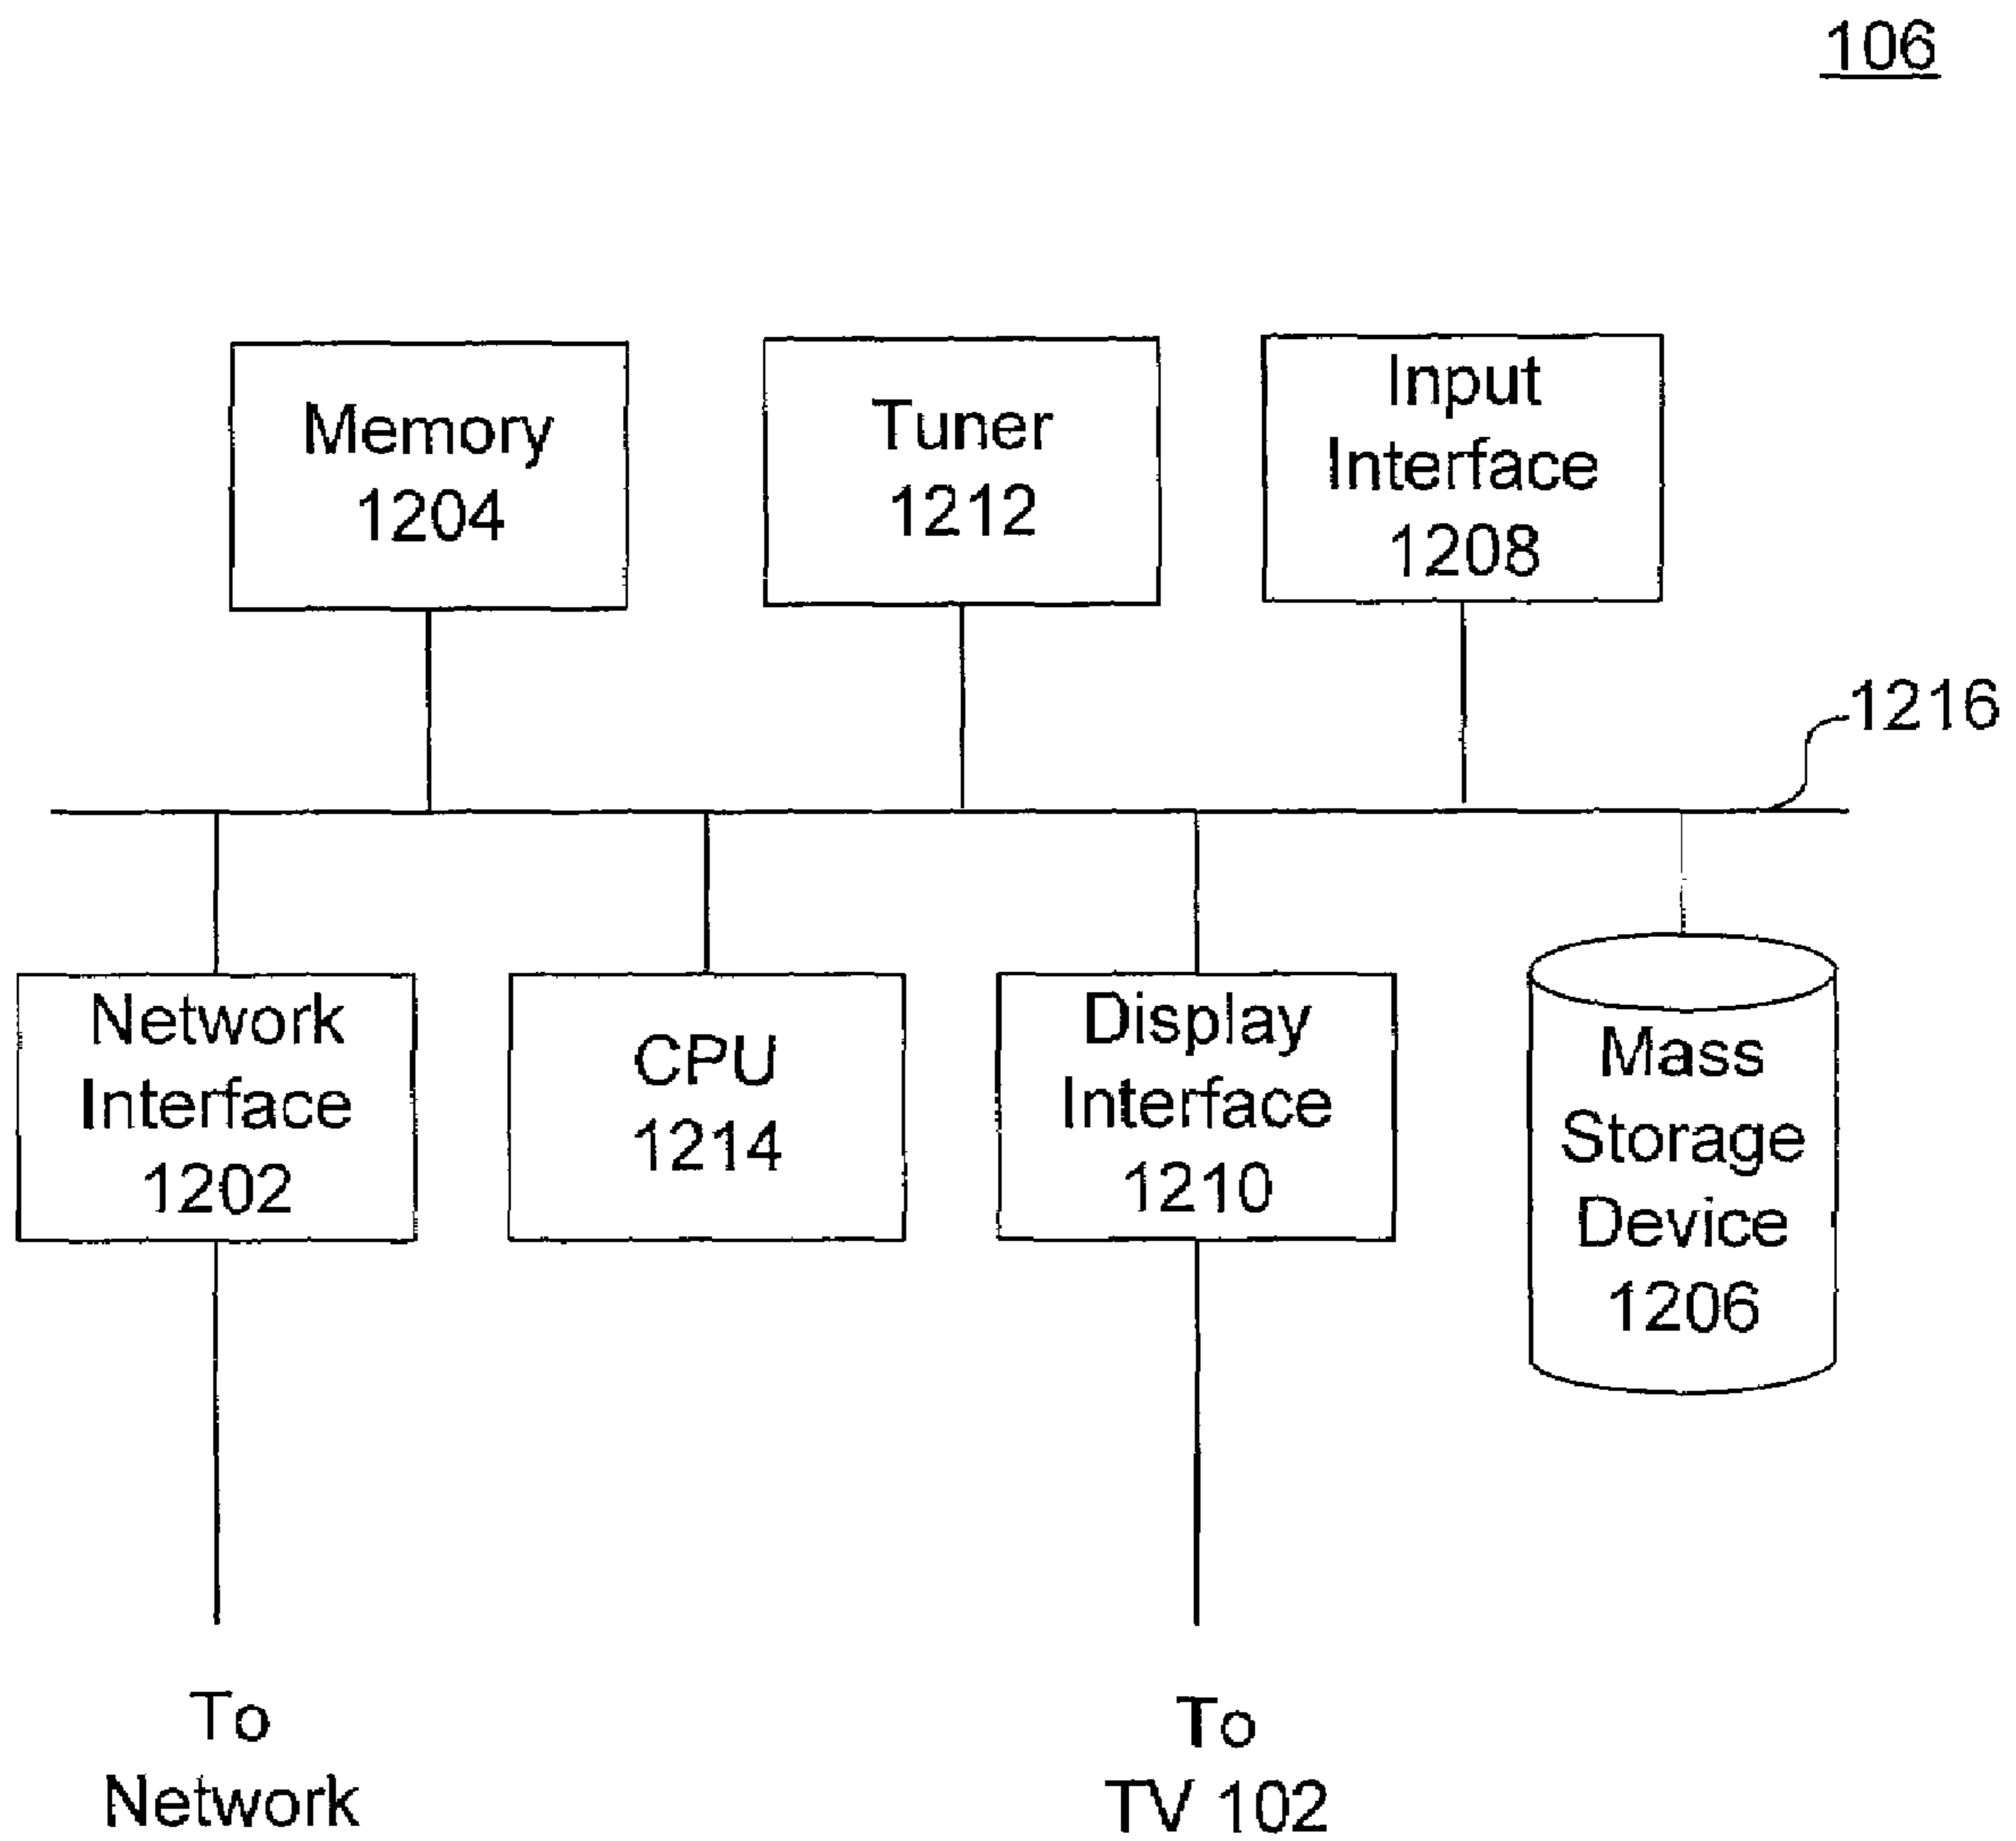 106
Memory
1204
Tuner
1212
Input
Interface
1208
1216
Network
Interface
1202
CPU
1214
Display
Interface
1210
Mass
Storage
Device
1206
To
Network
To
TV 102